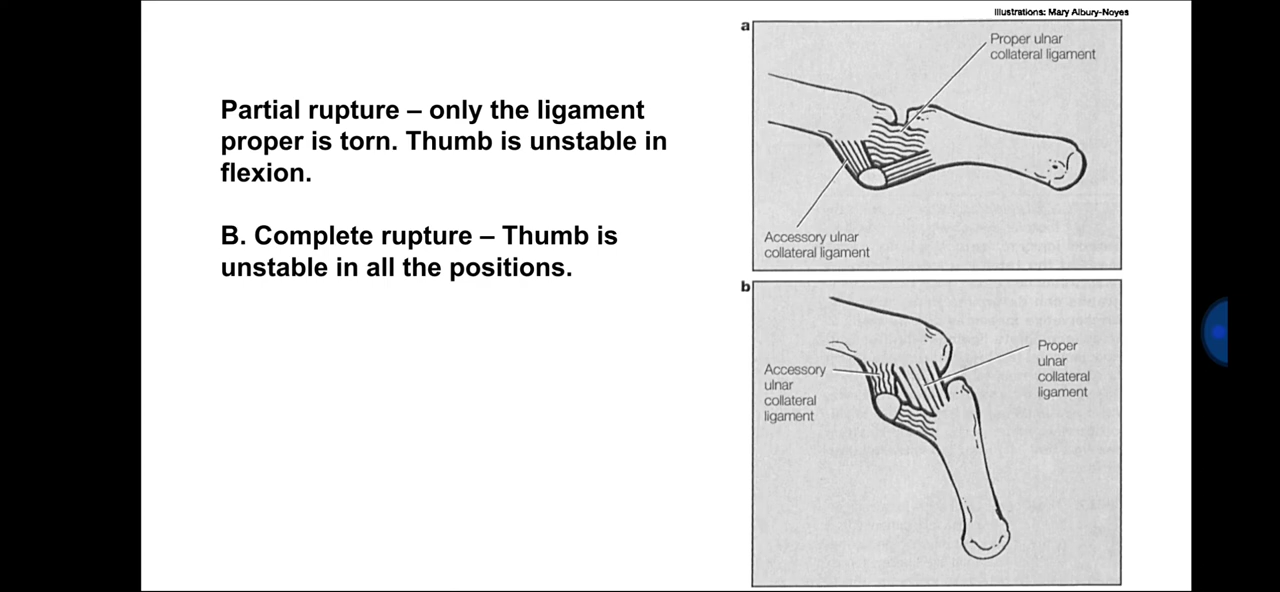 Illustrations: Mary Albury-Noyes
a
Proper ulnar
collateral ligament
Partial rupture – only the ligament
proper is torn. Thumb is unstable in
flexion.
B. Complete rupture – Thumb is
unstable in all the positions.
Accessory ulnar
collateral ligament
b
Proper
ulnar
collateral
ligament
Accessory
ulnar
collateral
ligament